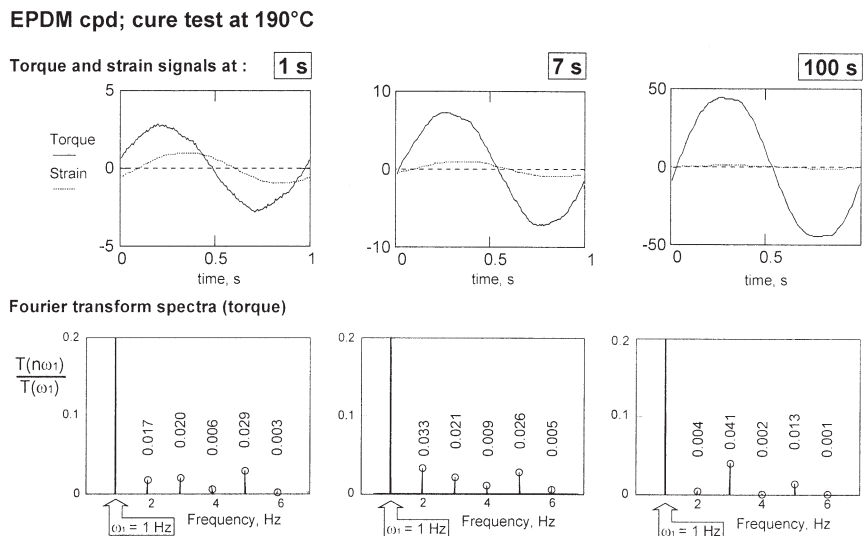 EPDM cpd; cure test at 190°C
Torque and strain signals at : 1 s 7 s 100 s
5
0
-5
Torque
Strain
0 0.5 1
time, s
10
0
-10
0 0.5 1
time, s
50
0
-50
0 0.5
time, s
Fourier transform spectra (torque)
T(nω1)
T(ω1)
0.2
0.1
0
0.017 0.020 0.006 0.029 0.003
2 4 6
Frequency, Hz
ω1 = 1 Hz
0.2
0.1
0
0.033 0.021 0.009 0.026 0.005
2 4 6
Frequency, Hz
ω1 = 1 Hz
0.2
0.1
0
0.004 0.041 0.002 0.013 0.001
2 4 6
Frequency, Hz
ω1 = 1 Hz